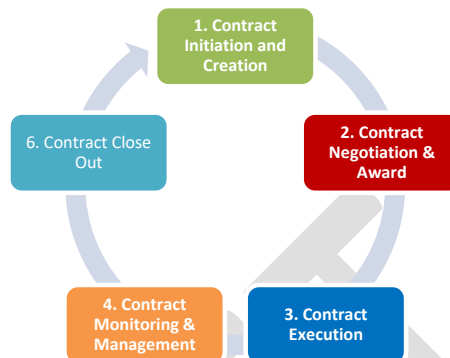 1. Contract
Initiation and
Creation
2. Contract
Negotiation &
Award
3. Contract
Execution
4. Contract
Monitoring &
Management
6. Contract Close
Out